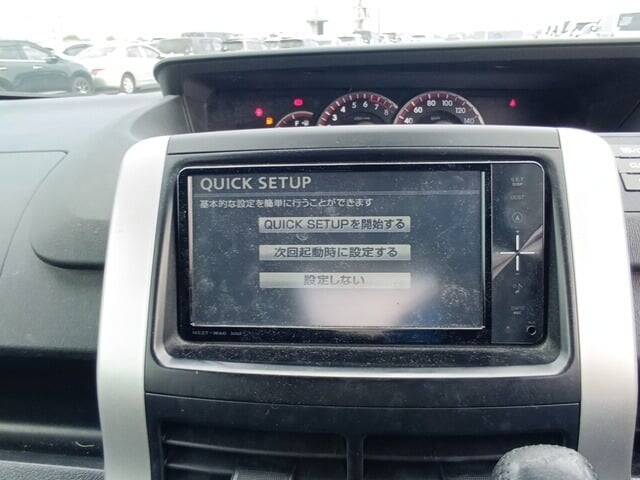 QUICK SETUP
基本的な設定を簡単に行うことができます
QUICK SETUPを開始する
次回起動時に設定する
設定しない